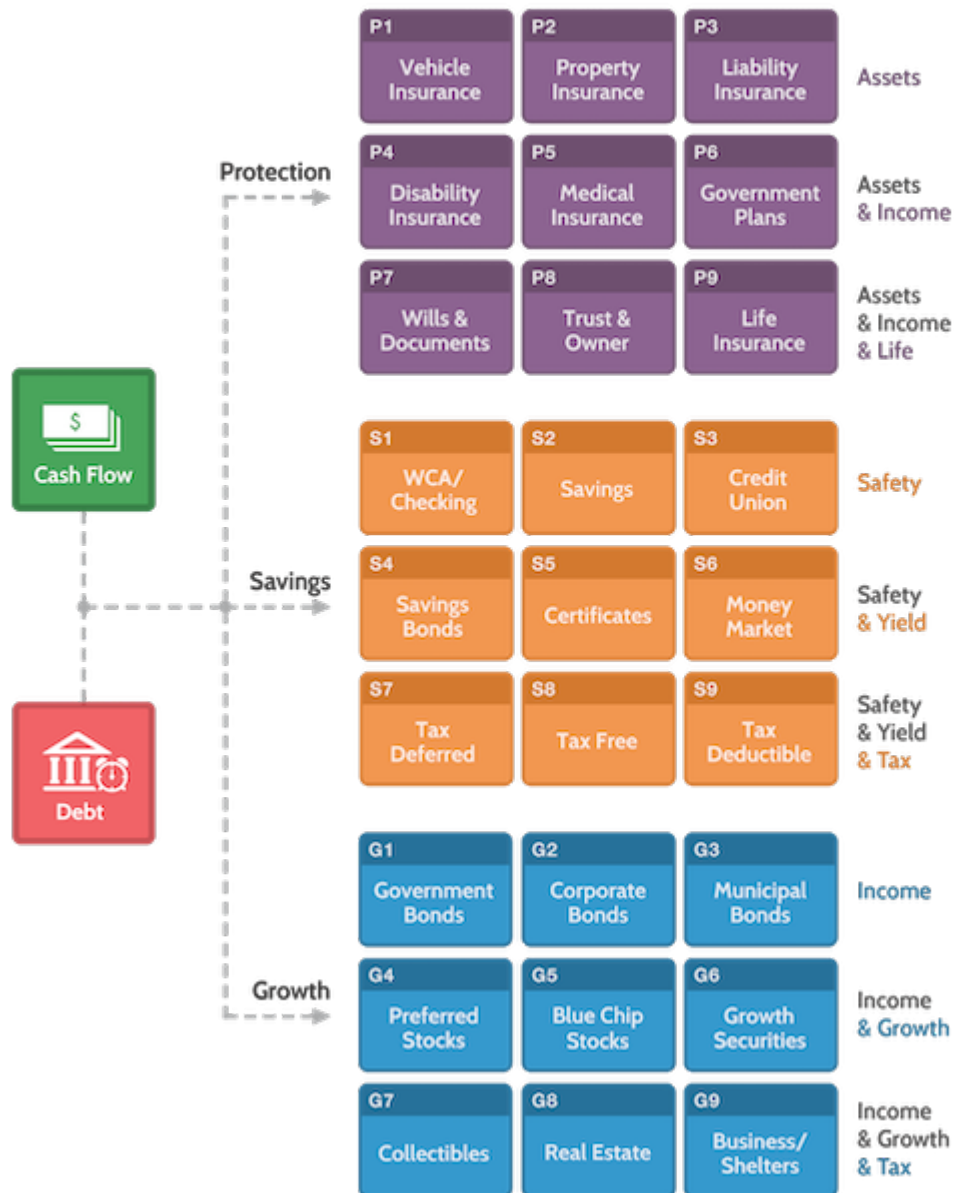 P1
P2
P3
Vehicle
Insurance
Property
Insurance
Liability
Insurance
Assets
Protection
P4
P5
P6
Disability
Insurance
Medical
Insurance
Government
Plans
Assets
& Income
P7
P8
P9
Wills &
Documents
Trust &
Owner
Life
Insurance
Assets
& Income
& Life
$
Cash Flow
S1
S2
S3
WCA/
Checking
Savings
Credit
Union
Safety
Savings
S4
S5
S6
Savings
Bonds
Certificates
Money
Market
Safety
& Yield
S7
S8
S9
Tax
Deferred
Tax Free
Tax
Deductible
Safety
& Yield
& Tax
Debt
G1
G2
G3
Government
Bonds
Corporate
Bonds
Municipal
Bonds
Income
Growth
G4
G5
G6
Preferred
Stocks
Blue Chip
Stocks
Growth
Securities
Income
& Growth
G7
G8
G9
Collectibles
Real Estate
Business/
Shelters
Income
& Growth
& Tax